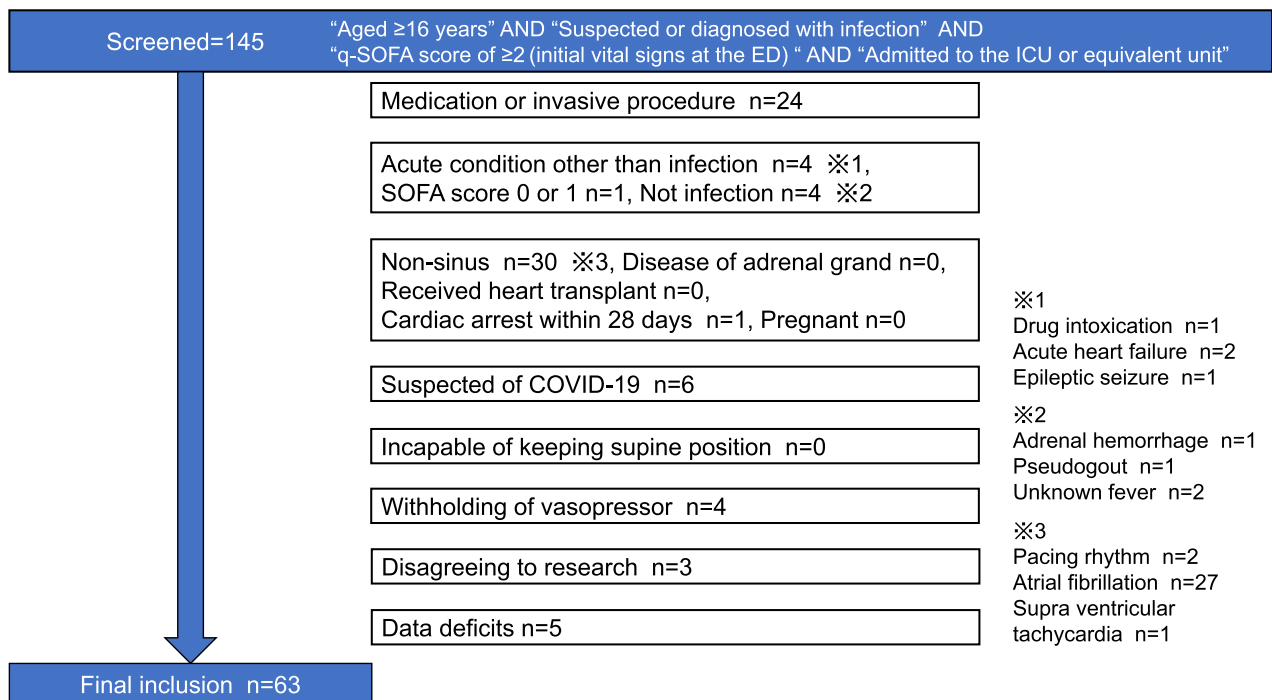 Screened=145
“Aged ≥16 years” AND “Suspected or diagnosed with infection” AND
“q-SOFA score of ≥2 (initial vital signs at the ED) “ AND “Admitted to the ICU or equivalent unit”
Medication or invasive procedure n=24
Acute condition other than infection n=4 ※1,
SOFA score 0 or 1 n=1, Not infection n=4 ※2
Non-sinus n=30 ※3, Disease of adrenal grand n=0,
Received heart transplant n=0,
Cardiac arrest within 28 days n=1, Pregnant n=0
Suspected of COVID-19 n=6
Incapable of keeping supine position n=0
Withholding of vasopressor n=4
Disagreeing to research n=3
Data deficits n=5
※1
Drug intoxication n=1
Acute heart failure n=2
Epileptic seizure n=1
※2
Adrenal hemorrhage n=1
Pseudogout n=1
Unknown fever n=2
※3
Pacing rhythm n=2
Atrial fibrillation n=27
Supra ventricular
tachycardia n=1
Final inclusion n=63